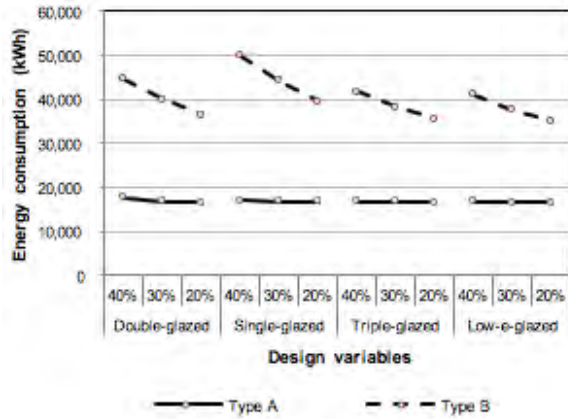 Energy consumption (kWh)
60,000
50,000
40,000
30,000
20,000
10,000
0
40% 30% 20% 40% 30% 20% 40% 30% 20% 40% 30% 20%
Double-glazed Single-glazed Triple-glazed Low-e-glazed
Design variables
Type A Type B